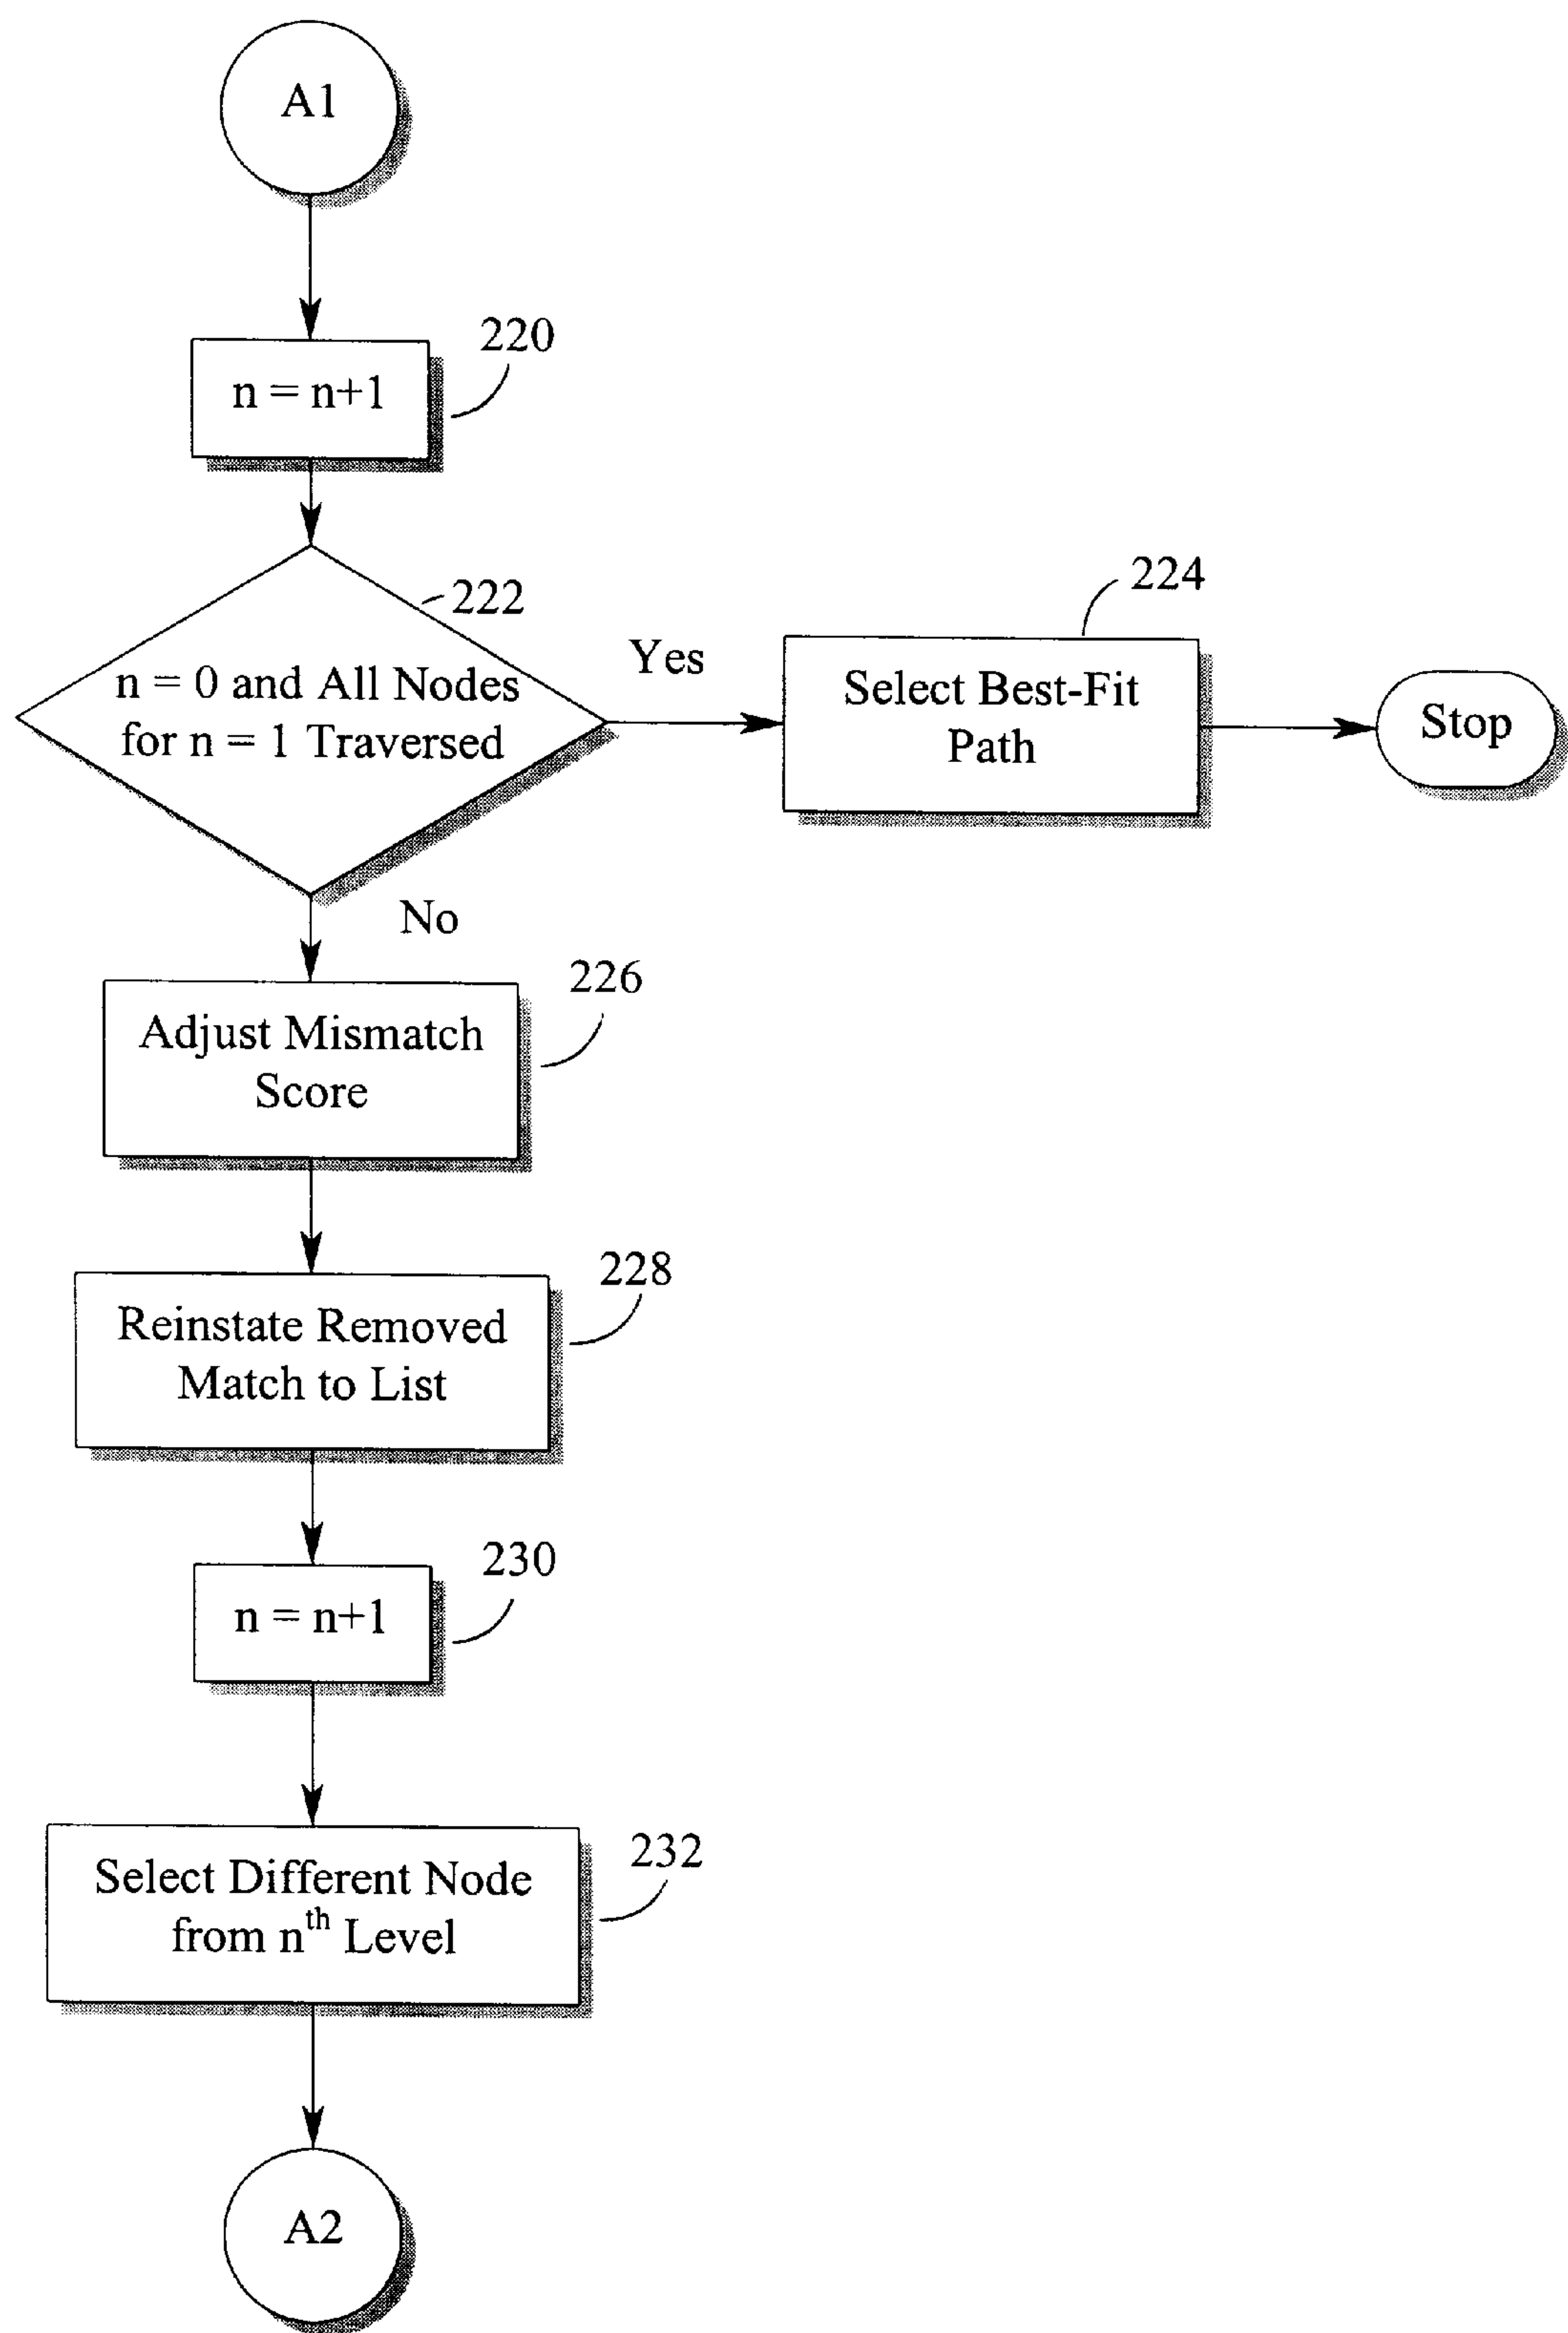 A1
220
n = n+1
222
n = 0 and All Nodes
for n = 1 Traversed
Yes
224
Select Best-Fit
Path
Stop
No
226
Adjust Mismatch
Score
228
Reinstate Removed
Match to List
230
n = n+1
232
Select Different Node
from nth Level
A2